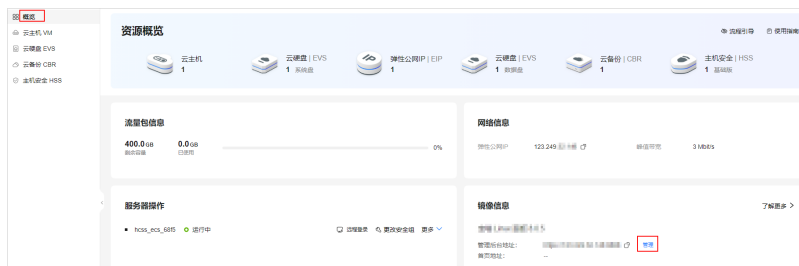 概览
云主机 VM
云硬盘 EVS
云备份 CBR
主机安全 HSS
资源概览
流程引导 使用指南
云主机
1
云硬盘 | EVS
1 系统盘
弹性公网IP | EIP
1
云硬盘 | EVS
1 数据盘
云备份 | CBR
1
主机安全 | HSS
1 基础版
流量包信息
400.0 GB
剩余容量
0.0 GB
已使用
0%
网络信息
弹性公网IP 123.249. 峰值带宽 3 Mbit/s
服务器操作
hcss_ecs_68f5 运行中 远程登录 更改安全组 更多
镜像信息 了解更多 >
管理后台地址: 管理
首页地址: --